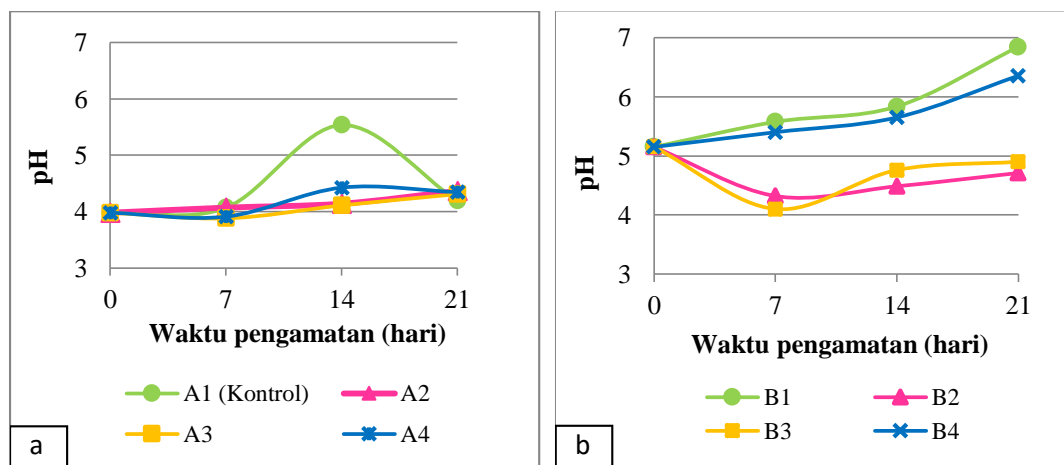 7
6
5
4
3
pH
0 7 14 21
Waktu pengamatan (hari)
A1 (Kontrol) A2
A3 A4
a
7
6
5
4
3
pH
0 7 14 21
Waktu pengamatan (hari)
B1 B2
B3 B4
b